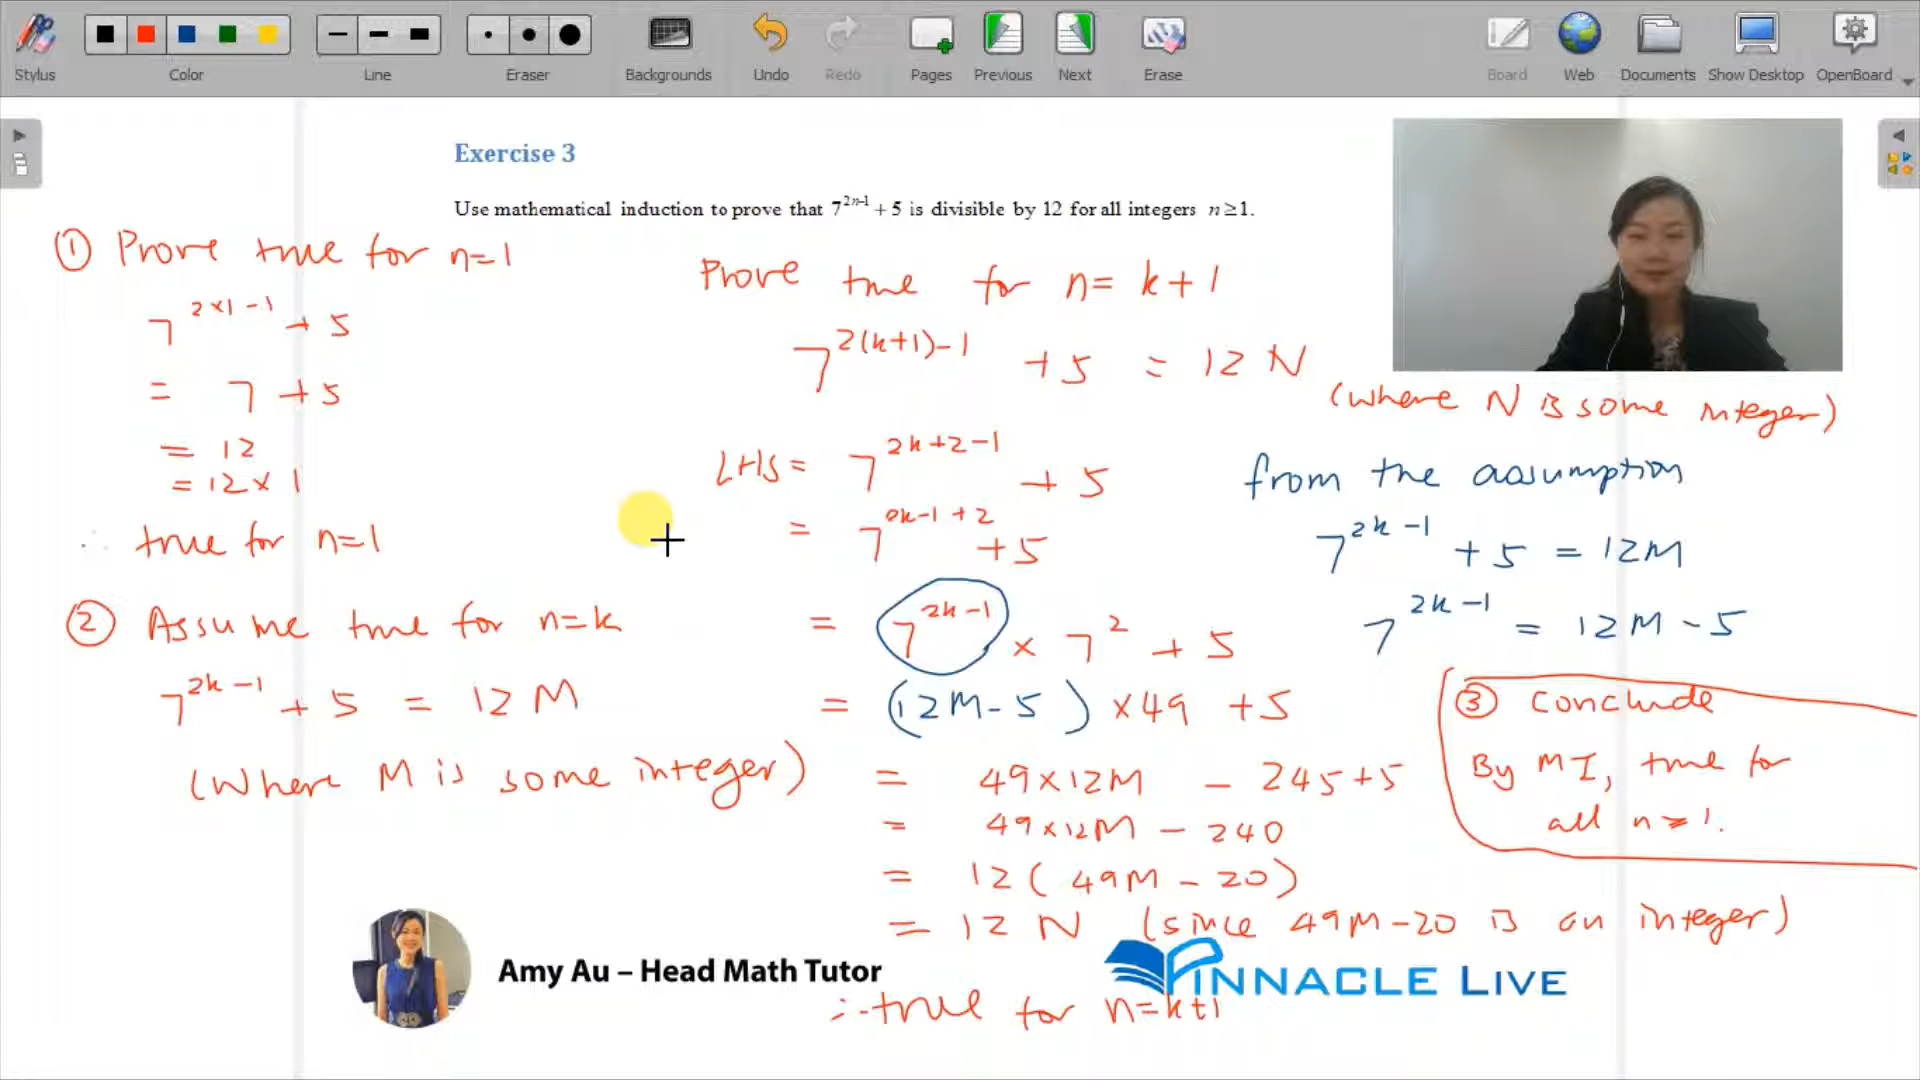 Stylus
Color
Line
Eraser
Backgrounds
Undo
Redo
Pages
Previous
Next
Erase
Board
Web
Documents
Show Desktop
OpenBoard
Exercise 3
Use mathematical induction to prove that 7^(2n-1) + 5 is divisible by 12 for all integers n ≥ 1.
① Prove true for n=1
7^(2×1-1) + 5
= 7 + 5
= 12
= 12 × 1
∴ true for n=1
② Assume true for n=k
7^(2k-1) + 5 = 12M
(where M is some integer)
Prove true for n= k+1
7^(2(k+1)-1) + 5 = 12N
(where N is some integer)
LHS = 7^(2k+2-1) + 5
= 7^(2k-1+2) + 5
= 7^(2k-1) × 7^2 + 5
= (12M-5) × 49 + 5
= 49×12M - 245+5
= 49×12M - 240
= 12(49M - 20)
= 12N (since 49M-20 is an integer)
∴ true for n=k+1
from the assumption
7^(2k-1) + 5 = 12M
7^(2k-1) = 12M - 5
③ Conclude
By MI, true for
all n ≥ 1.
Amy Au – Head Math Tutor
PINNACLE LIVE